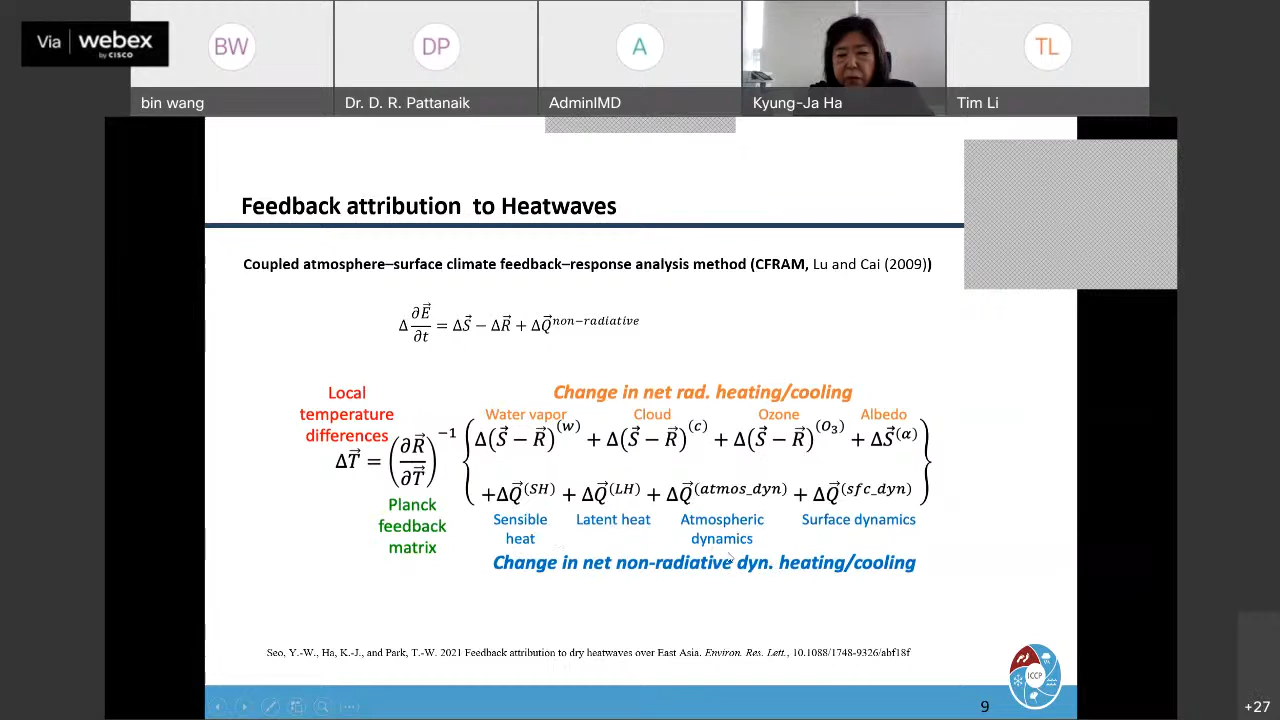 Via webex
by CISCO
BW
DP
A
TL
bin wang
Dr. D. R. Pattanaik
AdminIMD
Kyung-Ja Ha
Tim Li
Feedback attribution to Heatwaves
Coupled atmosphere–surface climate feedback–response analysis method (CFRAM, Lu and Cai (2009))
Δ ∂E⃗/∂t = ΔS⃗ − ΔR⃗ + ΔQ⃗^non−radiative
Local temperature differences
Change in net rad. heating/cooling
Water vapor Cloud Ozone Albedo
ΔT⃗ = (∂R⃗/∂T⃗)^−1 { Δ(S⃗ − R⃗)^(w) + Δ(S⃗ − R⃗)^(c) + Δ(S⃗ − R⃗)^(O₃) + ΔS⃗^(α)
+ΔQ⃗^(SH) + ΔQ⃗^(LH) + ΔQ⃗^(atmos_dyn) + ΔQ⃗^(sfc_dyn) }
Planck feedback matrix
Sensible heat
Latent heat
Atmospheric dynamics
Surface dynamics
Change in net non-radiative dyn. heating/cooling
Seo, Y.-W., Ha, K.-J., and Park, T.-W. 2021 Feedback attribution to dry heatwaves over East Asia. Environ. Res. Lett., 10.1088/1748-9326/abf18f
ICCP
9
+27